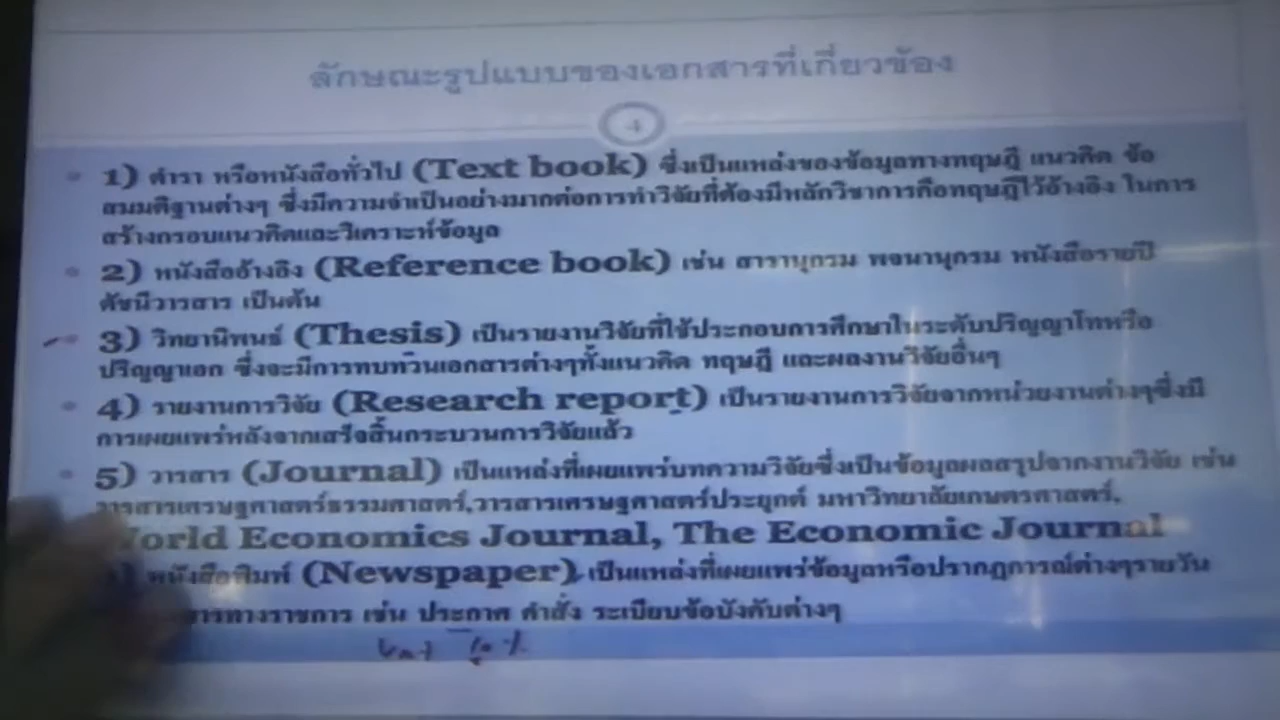 ลักษณะรูปแบบของเอกสารที่เกี่ยวข้อง
4
1) ตำรา หรือหนังสือทั่วไป (Text book) ซึ่งเป็นแหล่งของข้อมูลทางทฤษฎี แนวคิด ข้อ
สมมติฐานต่างๆ ซึ่งมีความจำเป็นอย่างมากต่อการทำวิจัยที่ต้องมีหลักวิชาการคือทฤษฎีไว้อ้างอิง ในการ
สร้างกรอบแนวคิดและวิเคราะห์ข้อมูล
2) หนังสืออ้างอิง (Reference book) เช่น สารานุกรม พจนานุกรม หนังสือรายปี
ดัชนีวารสาร เป็นต้น
3) วิทยานิพนธ์ (Thesis) เป็นรายงานวิจัยที่ใช้ประกอบการศึกษาในระดับปริญญาโทหรือ
ปริญญาเอก ซึ่งจะมีการทบทวนเอกสารต่างๆทั้งแนวคิด ทฤษฎี และผลงานวิจัยอื่นๆ
4) รายงานการวิจัย (Research report) เป็นรายงานการวิจัยจากหน่วยงานต่างๆซึ่งมี
การเผยแพร่หลังจากเสร็จสิ้นกระบวนการวิจัยแล้ว
5) วารสาร (Journal) เป็นแหล่งที่เผยแพร่บทความวิจัยซึ่งเป็นข้อมูลผลสรุปจากงานวิจัย เช่น
วารสารเศรษฐศาสตร์ธรรมศาสตร์,วารสารเศรษฐศาสตร์ประยุกต์ มหาวิทยาลัยเกษตรศาสตร์,
World Economics Journal, The Economic Journal
หนังสือพิมพ์ (Newspaper) เป็นแหล่งที่เผยแพร่ข้อมูลหรือปรากฏการณ์ต่างๆรายวัน
สารทางราชการ เช่น ประกาศ คำสั่ง ระเบียบข้อบังคับต่างๆ